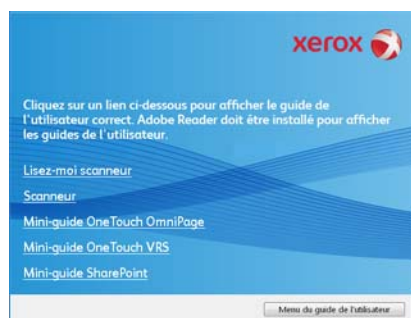 xerox
Cliquez sur un lien ci-dessous pour afficher le guide de
l'utilisateur correct. Adobe Reader doit être installé pour afficher
les guides de l'utilisateur.
Lisez-moi scanneur
Scanneur
Mini-guide OneTouch OmniPage
Mini-guide OneTouch VRS
Mini-guide SharePoint
Menu du guide de l'utilisateur